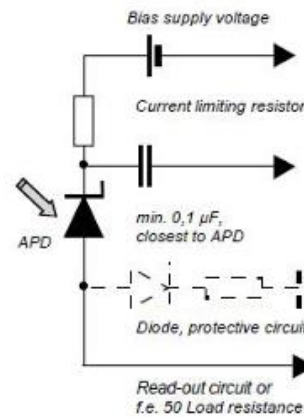 Bias supply voltage
Current limiting resistor
min. 0,1 µF,
closest to APD
APD
Diode, protective circuit
Read-out circuit or
f.e. 50 Load resistance